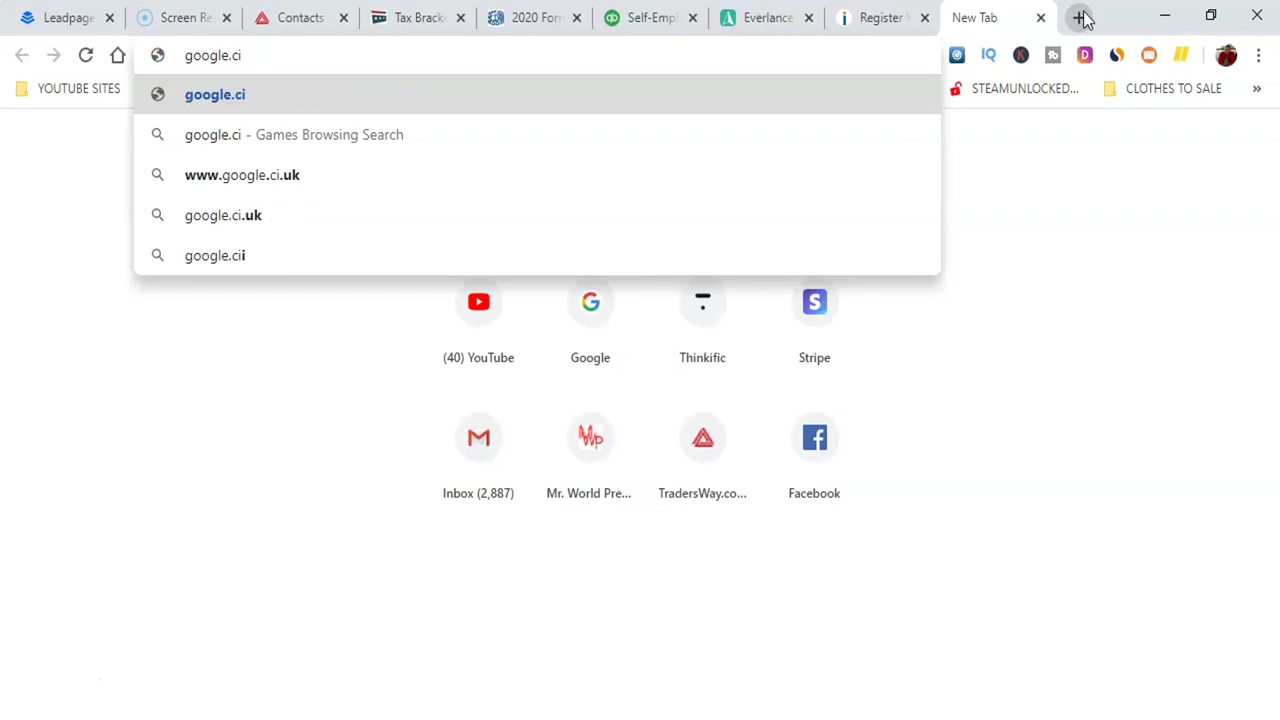 Leadpage
Screen Re
Contacts
Tax Brack
2020 Forn
Self-Empl
Everlance
Register
New Tab
google.ci
YOUTUBE SITES
STEAMUNLOCKED...
CLOTHES TO SALE
google.ci
google.ci - Games Browsing Search
www.google.ci.uk
google.ci.uk
google.cii
(40) YouTube
Google
Thinkific
Stripe
Inbox (2,887)
Mr. World Pre...
TradersWay.co...
Facebook